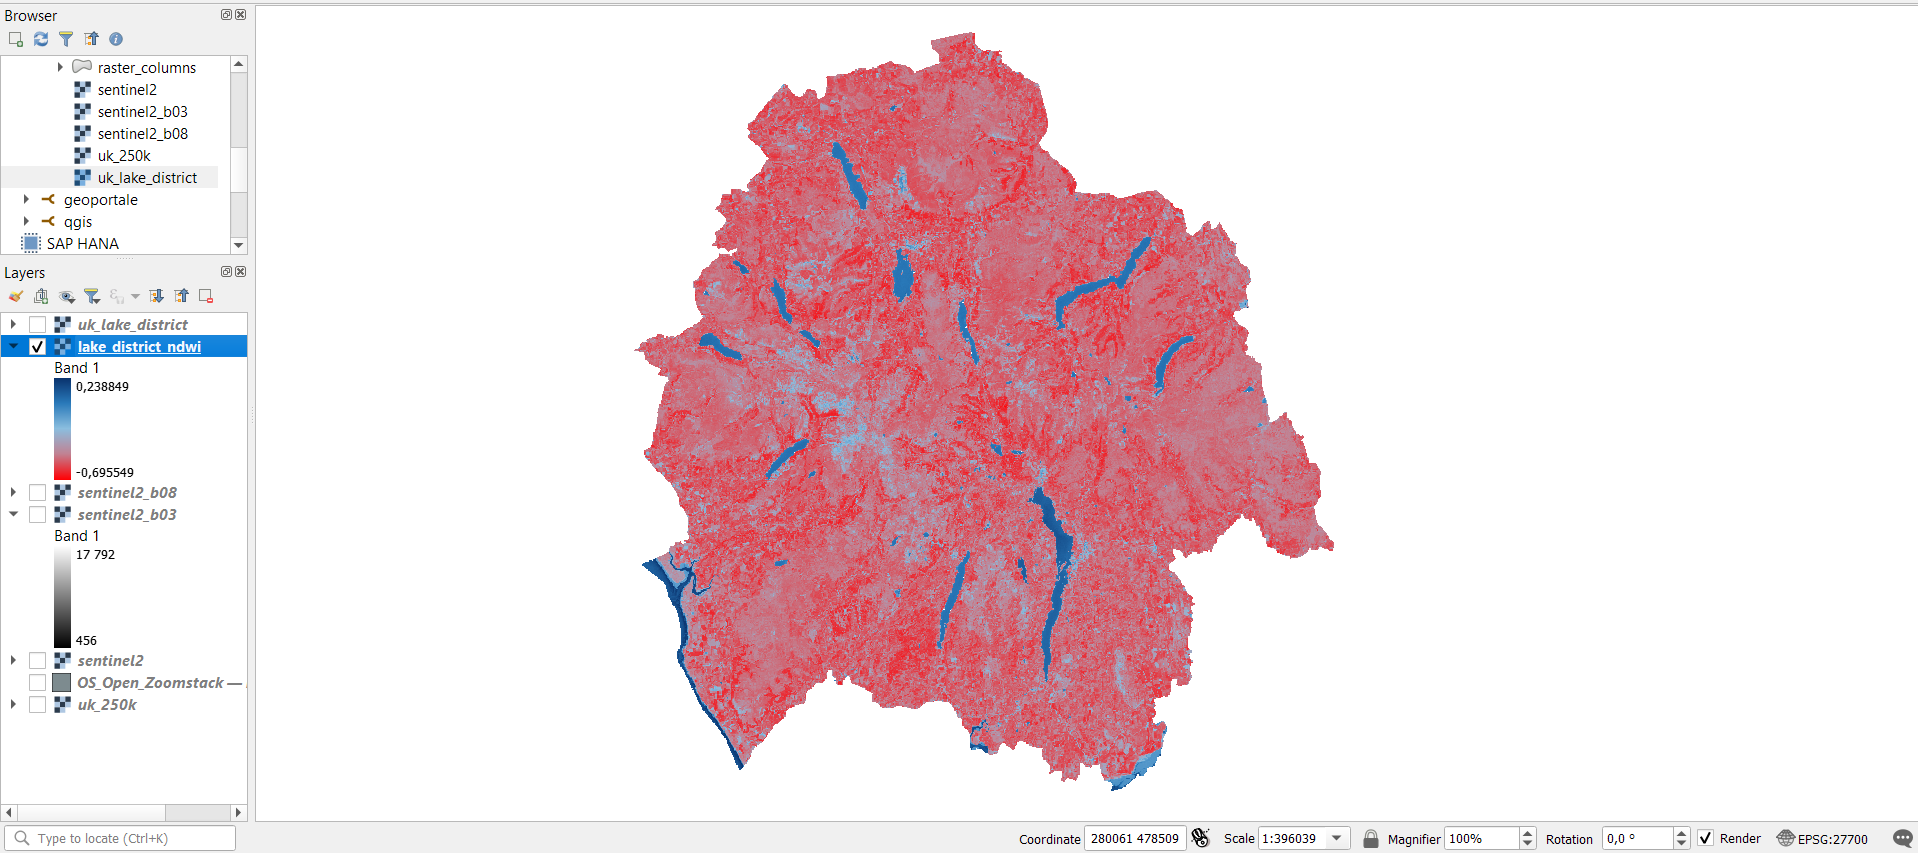 Browser
raster_columns
sentinel2
sentinel2_b03
sentinel2_b08
uk_250k
uk_lake_district
geoportale
qgis
SAP HANA
Layers
uk_lake_district
lake_district_ndwi
Band 1
0,238849
-0,695549
sentinel2_b08
sentinel2_b03
Band 1
17 792
456
sentinel2
OS_Open_Zoomstack —
uk_250k
Type to locate (Ctrl+K)
Coordinate 280061 478509 Scale 1:396039 Magnifier 100% Rotation 0,0 ° Render EPSG:27700